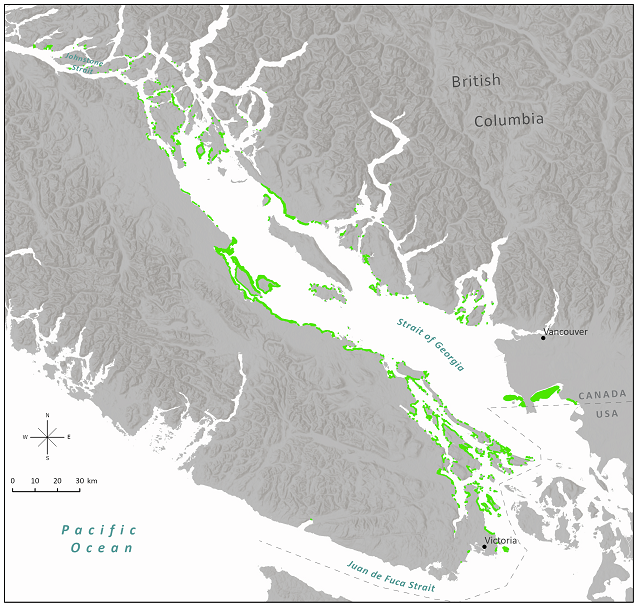 Johnstone
Strait
British
Columbia
Strait of Georgia
Vancouver
CANADA
USA
N
W E
S
0 10 20 30 km
Pacific
Ocean
Victoria
Juan de Fuca Strait